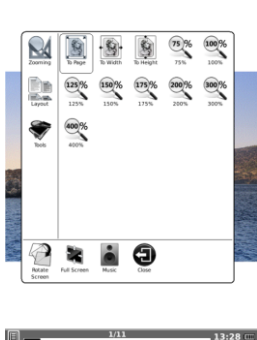 75%
100%
Zooming
To Page
To Width
To Height
75%
100%
125%
150%
175%
200%
300%
Layout
125%
150%
175%
200%
300%
400%
Tools
400%
Rotate
Screen
Full Screen
Music
Close
1/11
13:28